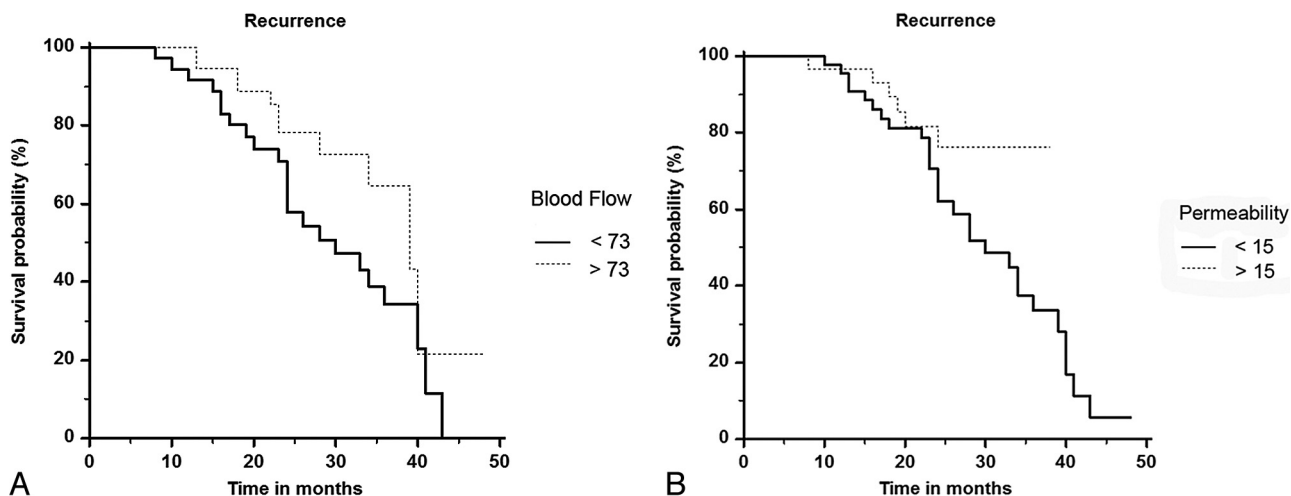 Recurrence
100
80
60
40
20
0
Survival probability (%)
0 10 20 30 40 50
Time in months
Blood Flow
< 73
> 73
A
Recurrence
100
80
60
40
20
0
Survival probability (%)
0 10 20 30 40 50
Time in months
Permeability
< 15
> 15
B